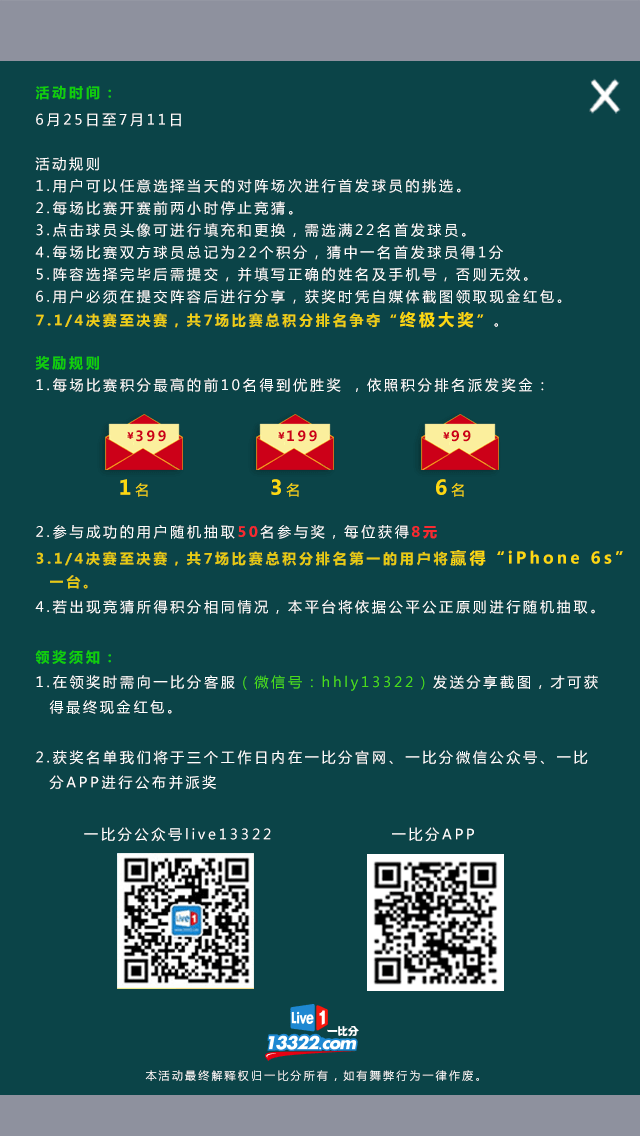 活动时间：
6月25日至7月11日
活动规则
1.用户可以任意选择当天的对阵场次进行首发球员的挑选。
2.每场比赛开赛前两小时停止竞猜。
3.点击球员头像可进行填充和更换，需选满22名首发球员。
4.每场比赛双方球员总记为22个积分，猜中一名首发球员得1分
5.阵容选择完毕后需提交，并填写正确的姓名及手机号，否则无效。
6.用户必须在提交阵容后进行分享，获奖时凭自媒体截图领取现金红包。
7.1/4决赛至决赛，共7场比赛总积分排名争夺“终极大奖”。
奖励规则
1.每场比赛积分最高的前10名得到优胜奖 ，依照积分排名派发奖金：
¥399 ¥199 ¥99
1名 3名 6名
2.参与成功的用户随机抽取50名参与奖，每位获得8元
3.1/4决赛至决赛，共7场比赛总积分排名第一的用户将赢得“iPhone 6s”
一台。
4.若出现竞猜所得积分相同情况，本平台将依据公平公正原则进行随机抽取。
领奖须知：
1.在领奖时需向一比分客服（微信号：hhly13322）发送分享截图，才可获
得最终现金红包。
2.获奖名单我们将于三个工作日内在一比分官网、一比分微信公众号、一比
分APP进行公布并派奖
一比分公众号live13322 一比分APP
Live1
Live1 一比分
13322.com
本活动最终解释权归一比分所有，如有舞弊行为一律作废。